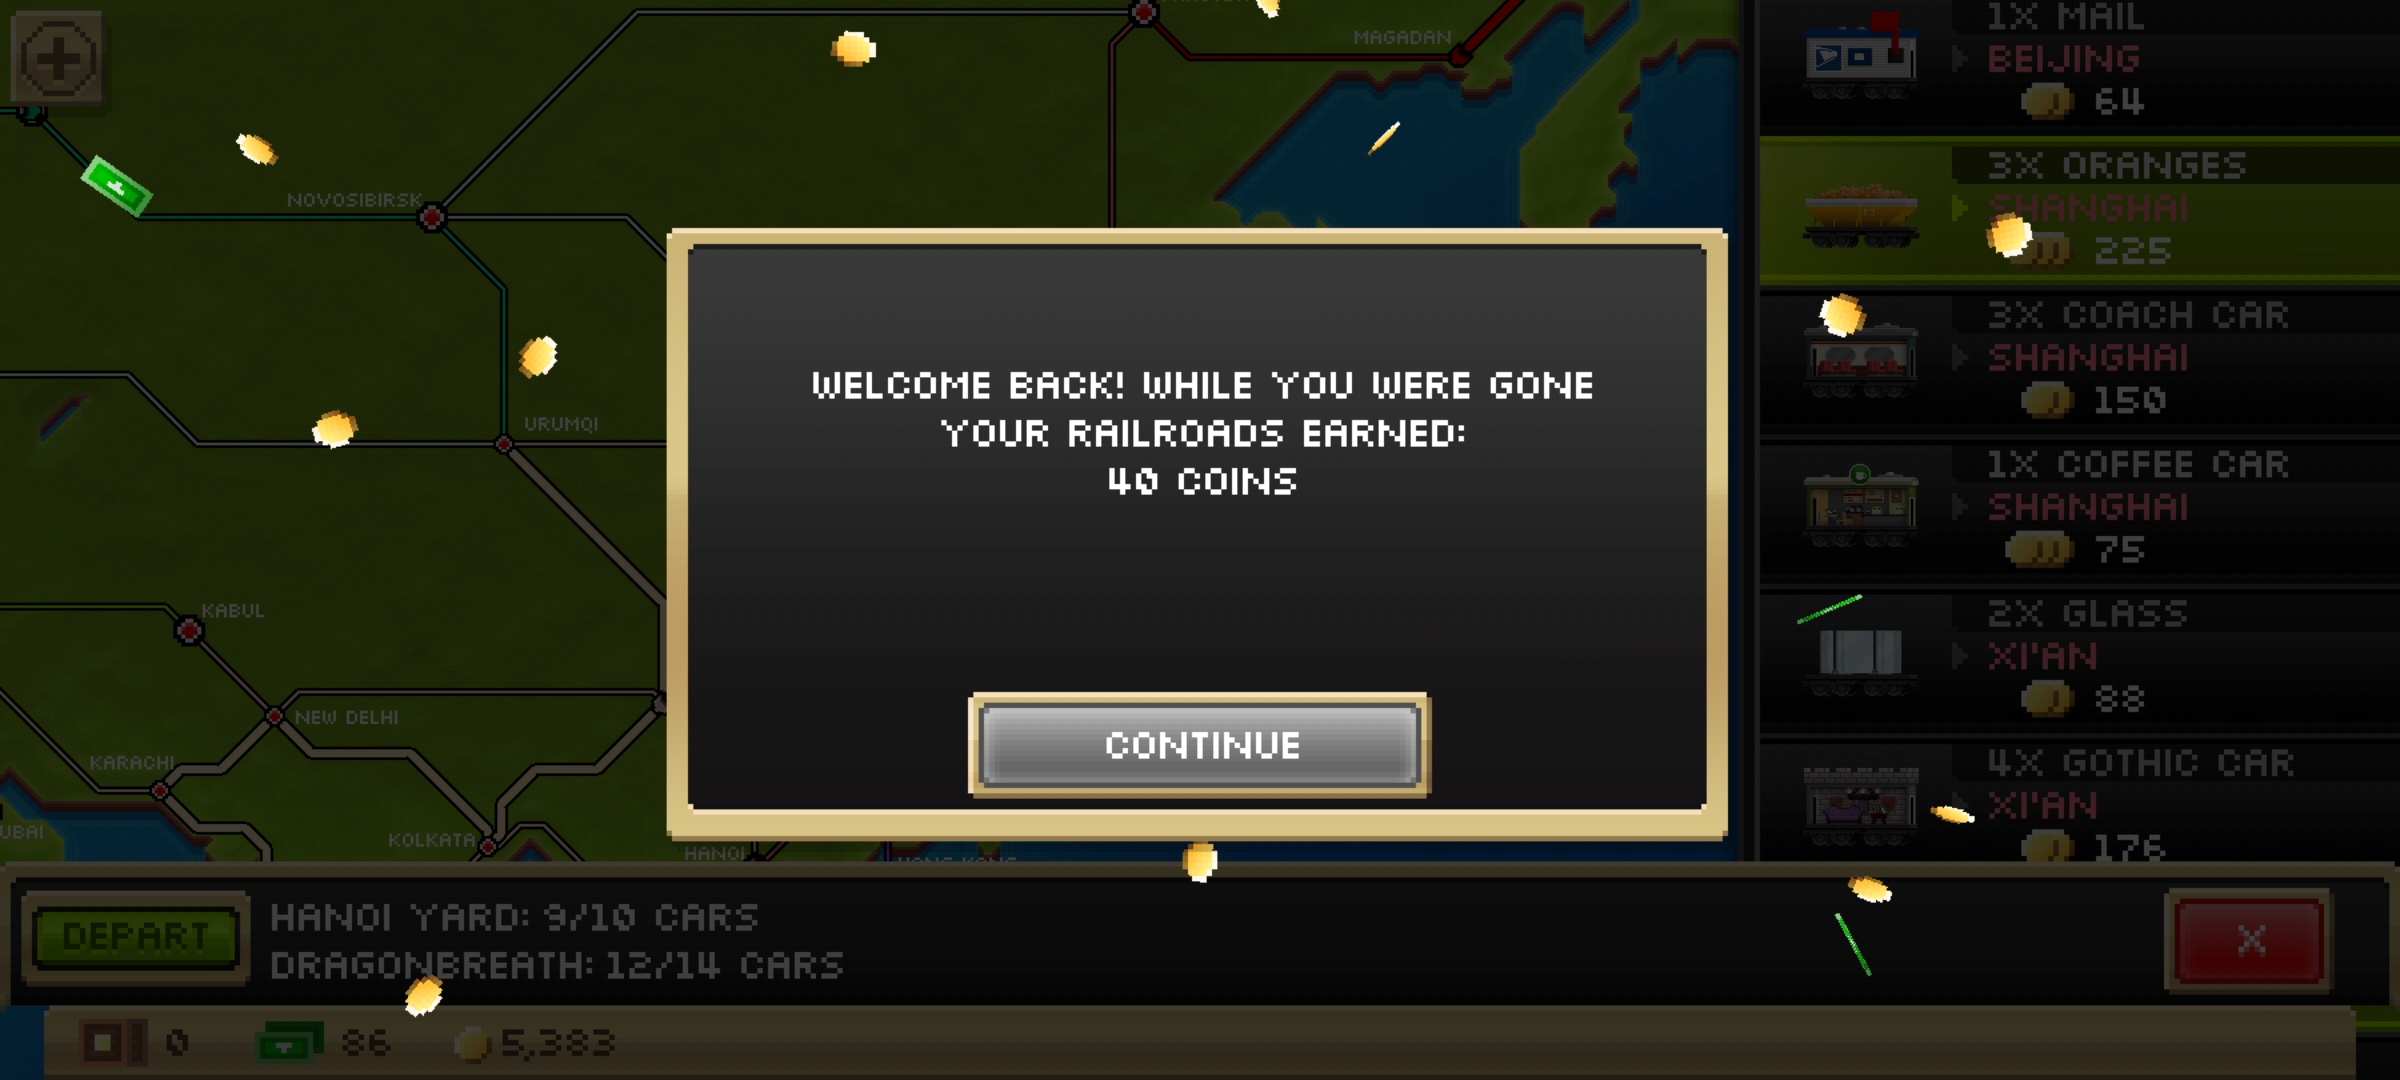 MAGADAN
NOVOSIBIRSK
URUMQI
KABUL
NEW DELHI
KARACHI
UBAI
KOLKATA
HANOI
HONG KONG
WELCOME BACK! WHILE YOU WERE GONE
YOUR RAILROADS EARNED:
40 COINS
CONTINUE
1X MAIL
BEIJING
64
3X ORANGES
SHANGHAI
225
3X COACH CAR
SHANGHAI
150
1X COFFEE CAR
SHANGHAI
75
2X GLASS
XI'AN
88
4X GOTHIC CAR
XI'AN
176
DEPART
HANOI YARD: 9/10 CARS
DRAGONBREATH: 12/14 CARS
X
0
86
5,383